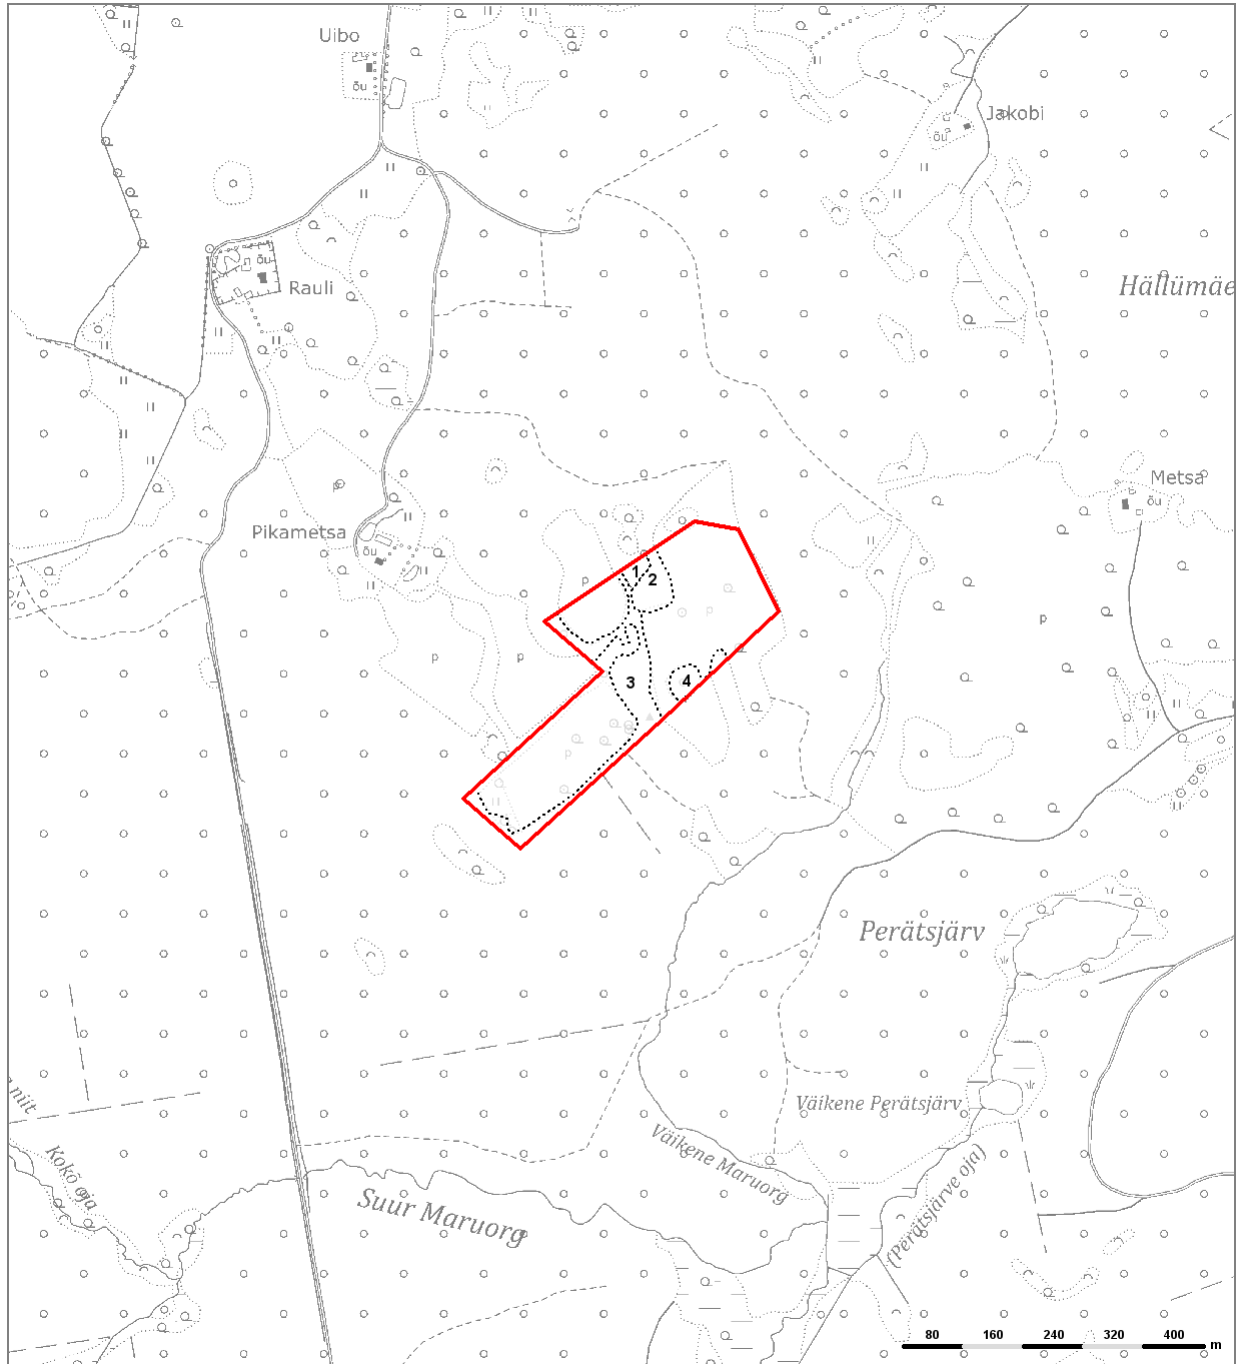 Uibo
õu
Jakobi
õu
õu
Rauli
Hällümäe
Metsa
õu
Pikametsa
õu
p
1
2
p
p
p
p
p
3
4
p
Perätsjärv
niit
Väikene Perätsjärv
Väikene Maruorg
Kokõ oja
Suur Maruorg
(Perätsjärve oja)
80 160 240 320 400 m